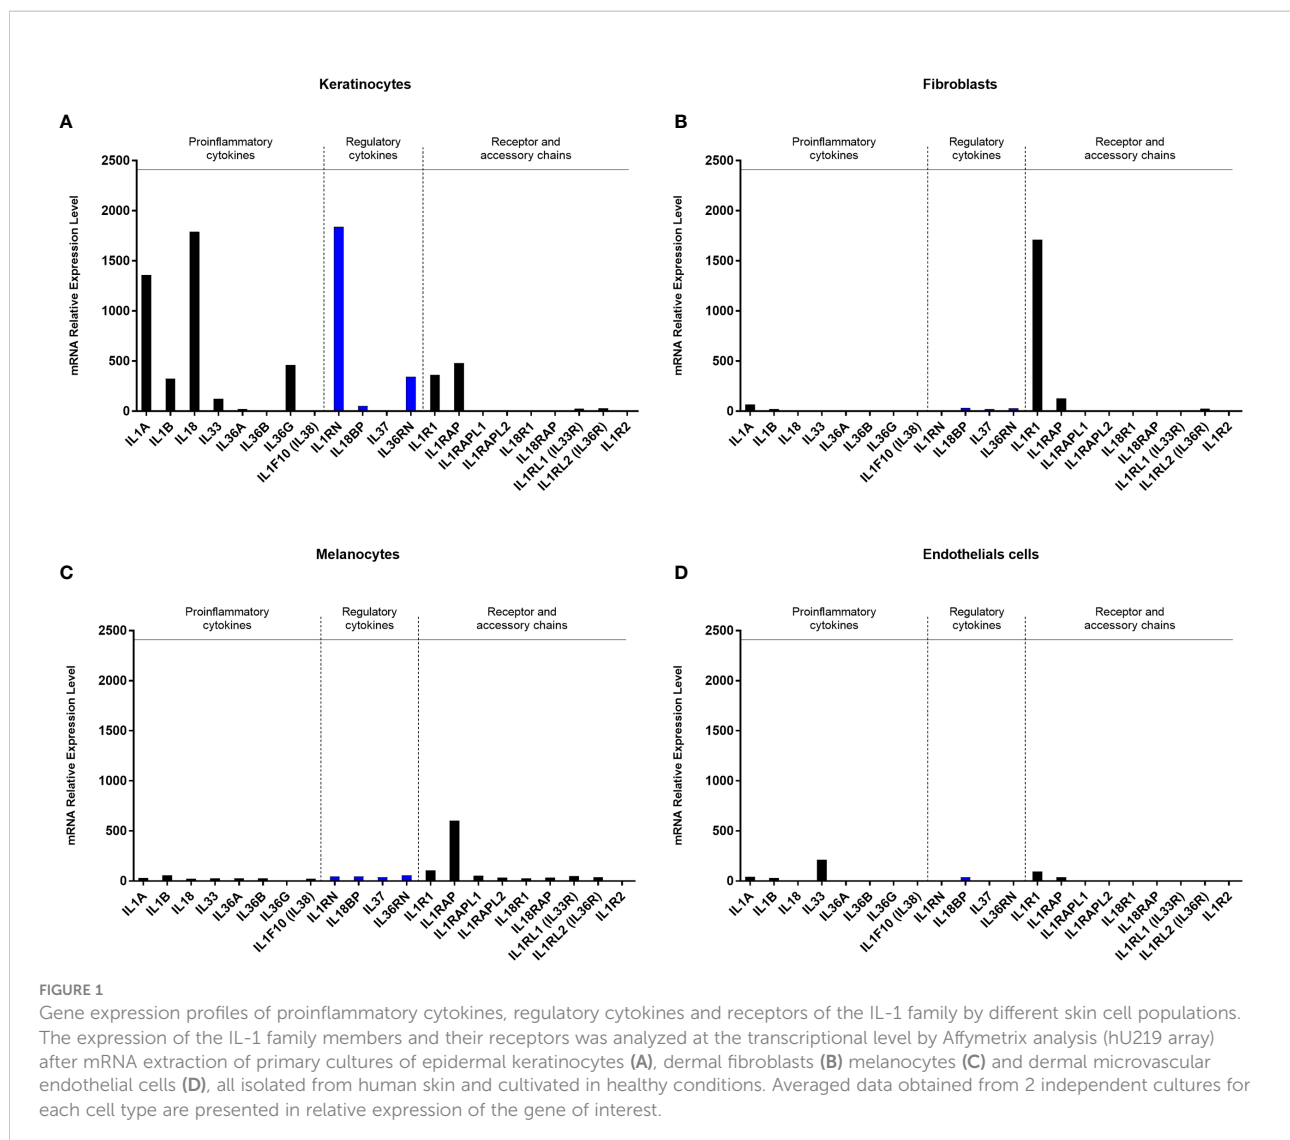 Keratinocytes
A
Proinflammatory
cytokines
Regulatory
cytokines
Receptor and
accessory chains
mRNA Relative Expression Level
2500
2000
1500
1000
500
0
IL1A
IL1B
IL18
IL33
IL36A
IL36B
IL36G
IL1F10 (IL38)
IL1RN
IL18BP
IL37
IL36RN
IL1R1
IL1RAP
IL1RAPL1
IL1RAPL2
IL18R1
IL18RAP
IL1RL1 (IL33R)
IL1RL2 (IL36R)
IL1R2
Fibroblasts
B
Proinflammatory
cytokines
Regulatory
cytokines
Receptor and
accessory chains
mRNA Relative Expression Level
2500
2000
1500
1000
500
0
IL1A
IL1B
IL18
IL33
IL36A
IL36B
IL36G
IL1F10 (IL38)
IL1RN
IL18BP
IL37
IL36RN
IL1R1
IL1RAP
IL1RAPL1
IL1RAPL2
IL18R1
IL18RAP
IL1RL1 (IL33R)
IL1RL2 (IL36R)
IL1R2
Melanocytes
C
Proinflammatory
cytokines
Regulatory
cytokines
Receptor and
accessory chains
mRNA Relative Expression Level
2500
2000
1500
1000
500
0
IL1A
IL1B
IL18
IL33
IL36A
IL36B
IL36G
IL1F10 (IL38)
IL1RN
IL18BP
IL37
IL36RN
IL1R1
IL1RAP
IL1RAPL1
IL1RAPL2
IL18R1
IL18RAP
IL1RL1 (IL33R)
IL1RL2 (IL36R)
IL1R2
Endothelials cells
D
Proinflammatory
cytokines
Regulatory
cytokines
Receptor and
accessory chains
mRNA Relative Expression Level
2500
2000
1500
1000
500
0
IL1A
IL1B
IL18
IL33
IL36A
IL36B
IL36G
IL1F10 (IL38)
IL1RN
IL18BP
IL37
IL36RN
IL1R1
IL1RAP
IL1RAPL1
IL1RAPL2
IL18R1
IL18RAP
IL1RL1 (IL33R)
IL1RL2 (IL36R)
IL1R2
FIGURE 1
Gene expression profiles of proinflammatory cytokines, regulatory cytokines and receptors of the IL-1 family by different skin cell populations.
The expression of the IL-1 family members and their receptors was analyzed at the transcriptional level by Affymetrix analysis (hU219 array)
after mRNA extraction of primary cultures of epidermal keratinocytes (A), dermal fibroblasts (B) melanocytes (C) and dermal microvascular
endothelial cells (D), all isolated from human skin and cultivated in healthy conditions. Averaged data obtained from 2 independent cultures for
each cell type are presented in relative expression of the gene of interest.